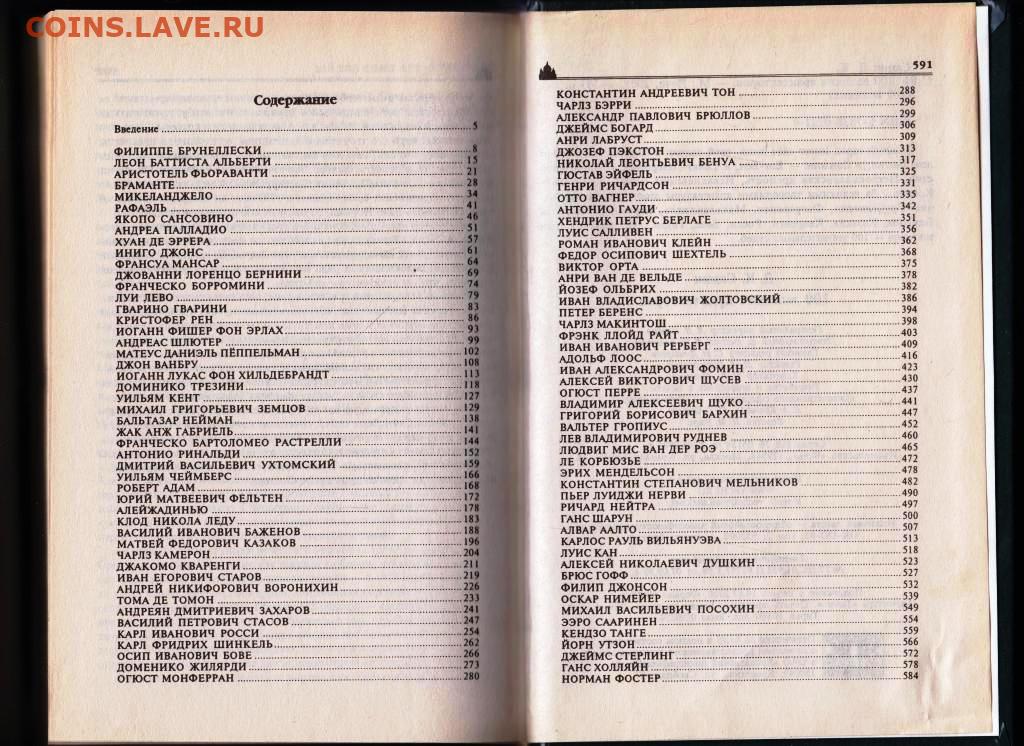 COINS.LAVE.RU
Содержание
Введение 5
ФИЛИППЕ БРУНЕЛЛЕСКИ 8
ЛЕОН БАТТИСТА АЛЬБЕРТИ 15
АРИСТОТЕЛЬ ФЬОРАВАНТИ 21
БРАМАНТЕ 28
МИКЕЛАНДЖЕЛО 34
РАФАЭЛЬ 41
ЯКОПО САНСОВИНО 46
АНДРЕА ПАЛЛАДИО 51
ХУАН ДЕ ЭРРЕРА 57
ИНИГО ДЖОНС 61
ФРАНСУА МАНСАР 64
ДЖОВАННИ ЛОРЕНЦО БЕРНИНИ 69
ФРАНЧЕСКО БОРРОМИНИ 74
ЛУИ ЛЕВО 79
ГВАРИНО ГВАРИНИ 83
КРИСТОФЕР РЕН 86
ИОГАНН ФИШЕР ФОН ЭРЛАХ 93
АНДРЕАС ШЛЮТЕР 99
МАТЕУС ДАНИЭЛЬ ПЁППЕЛЬМАН 102
ДЖОН ВАНБРУ 108
ИОГАНН ЛУКАС ФОН ХИЛЬДЕБРАНДТ 113
ДОМИНИКО ТРЕЗИНИ 118
УИЛЬЯМ КЕНТ 127
МИХАИЛ ГРИГОРЬЕВИЧ ЗЕМЦОВ 129
БАЛЬТАЗАР НЕЙМАН 138
ЖАК АНЖ ГАБРИЕЛЬ 141
ФРАНЧЕСКО БАРТОЛОМЕО РАСТРЕЛЛИ 144
АНТОНИО РИНАЛЬДИ 152
ДМИТРИЙ ВАСИЛЬЕВИЧ УХТОМСКИЙ 159
УИЛЬЯМ ЧЕЙМБЕРС 166
РОБЕРТ АДАМ 168
ЮРИЙ МАТВЕЕВИЧ ФЕЛЬТЕН 172
АЛЕЙЖАДИНЬЮ 178
КЛОД НИКОЛА ЛЕДУ 183
ВАСИЛИЙ ИВАНОВИЧ БАЖЕНОВ 188
МАТВЕЙ ФЕДОРОВИЧ КАЗАКОВ 196
ЧАРЛЗ КАМЕРОН 204
ДЖАКОМО КВАРЕНГИ 211
ИВАН ЕГОРОВИЧ СТАРОВ 219
АНДРЕЙ НИКИФОРОВИЧ ВОРОНИХИН 226
ТОМА ДЕ ТОМОН 233
АНДРЕЯН ДМИТРИЕВИЧ ЗАХАРОВ 241
ВАСИЛИЙ ПЕТРОВИЧ СТАСОВ 247
КАРЛ ИВАНОВИЧ РОССИ 254
КАРЛ ФРИДРИХ ШИНКЕЛЬ 262
ОСИП ИВАНОВИЧ БОВЕ 266
ДОМЕНИКО ЖИЛЯРДИ 273
ОГЮСТ МОНФЕРРАН 280
591
КОНСТАНТИН АНДРЕЕВИЧ ТОН 288
ЧАРЛЗ БЭРРИ 296
АЛЕКСАНДР ПАВЛОВИЧ БРЮЛЛОВ 299
ДЖЕЙМС БОГАРД 306
АНРИ ЛАБРУСТ 309
ДЖОЗЕФ ПЭКСТОН 313
НИКОЛАЙ ЛЕОНТЬЕВИЧ БЕНУА 317
ГЮСТАВ ЭЙФЕЛЬ 325
ГЕНРИ РИЧАРДСОН 331
ОТТО ВАГНЕР 335
АНТОНИО ГАУДИ 342
ХЕНДРИК ПЕТРУС БЕРЛАГЕ 351
ЛУИС САЛЛИВЕН 356
РОМАН ИВАНОВИЧ КЛЕЙН 362
ФЕДОР ОСИПОВИЧ ШЕХТЕЛЬ 368
ВИКТОР ОРТА 375
АНРИ ВАН ДЕ ВЕЛЬДЕ 378
ЙОЗЕФ ОЛЬБРИХ 382
ИВАН ВЛАДИСЛАВОВИЧ ЖОЛТОВСКИЙ 386
ПЕТЕР БЕРЕНС 394
ЧАРЛЗ МАКИНТОШ 398
ФРЭНК ЛЛОЙД РАЙТ 403
ИВАН ИВАНОВИЧ РЕРБЕРГ 409
АДОЛЬФ ЛООС 416
ИВАН АЛЕКСАНДРОВИЧ ФОМИН 423
АЛЕКСЕЙ ВИКТОРОВИЧ ЩУСЕВ 430
ОГЮСТ ПЕРРЕ 437
ВЛАДИМИР АЛЕКСЕЕВИЧ ЩУКО 441
ГРИГОРИЙ БОРИСОВИЧ БАРХИН 447
ВАЛЬТЕР ГРОПИУС 452
ЛЕВ ВЛАДИМИРОВИЧ РУДНЕВ 460
ЛЮДВИГ МИС ВАН ДЕР РОЭ 465
ЛЕ КОРБЮЗЬЕ 472
ЭРИХ МЕНДЕЛЬСОН 478
КОНСТАНТИН СТЕПАНОВИЧ МЕЛЬНИКОВ 482
ПЬЕР ЛУИДЖИ НЕРВИ 490
РИЧАРД НЕЙТРА 497
ГАНС ШАРУН 500
АЛВАР ААЛТО 507
КАРЛОС РАУЛЬ ВИЛЬЯНУЭВА 513
ЛУИС КАН 518
АЛЕКСЕЙ НИКОЛАЕВИЧ ДУШКИН 523
БРЮС ГОФФ 527
ФИЛИП ДЖОНСОН 532
ОСКАР НИМЕЙЕР 539
МИХАИЛ ВАСИЛЬЕВИЧ ПОСОХИН 549
ЭЭРО СААРИНЕН 554
КЕНДЗО ТАНГЕ 559
ЙОРН УТЗОН 566
ДЖЕЙМС СТЕРЛИНГ 572
ГАНС ХОЛЛЯЙН 578
НОРМАН ФОСТЕР 584